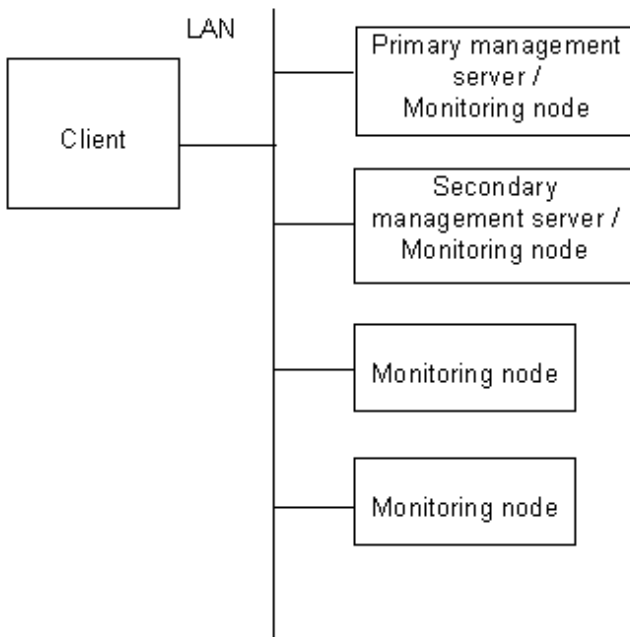 LAN
Primary management
server /
Monitoring node
Client
Secondary
management server /
Monitoring node
Monitoring node
Monitoring node